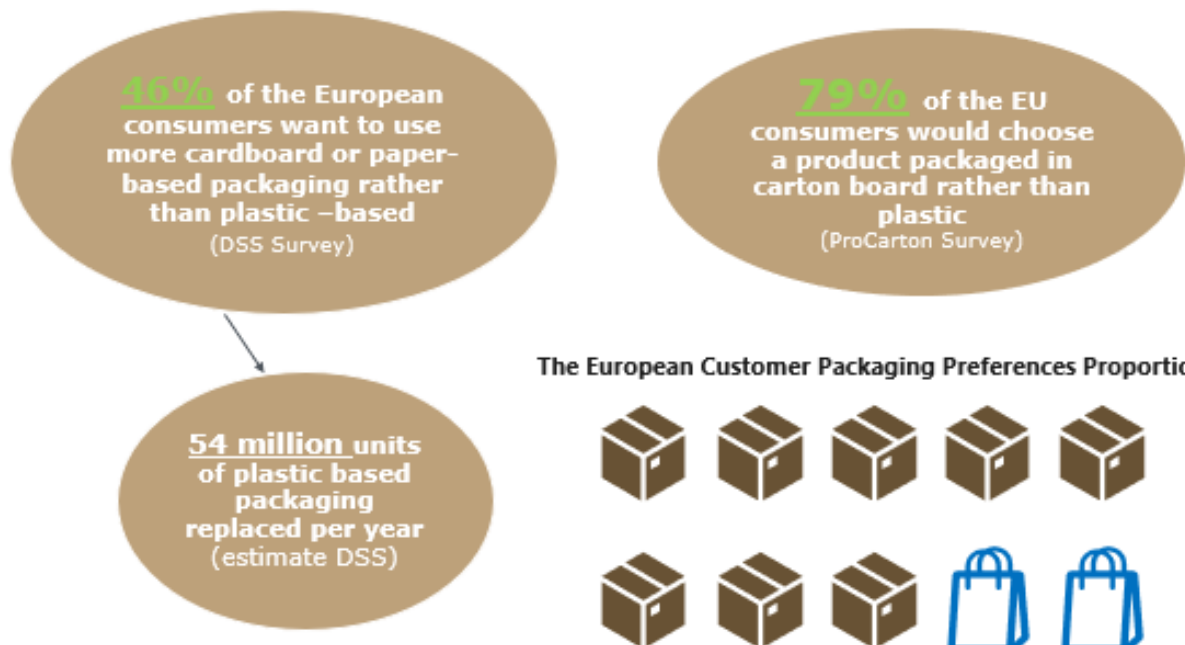 46% of the European
consumers want to use
more cardboard or paper-
based packaging rather
than plastic –based
(DSS Survey)
79% of the EU
consumers would choose
a product packaged in
carton board rather than
plastic
(ProCarton Survey)
54 million units
of plastic based
packaging
replaced per year
(estimate DSS)
The European Customer Packaging Preferences Proportio